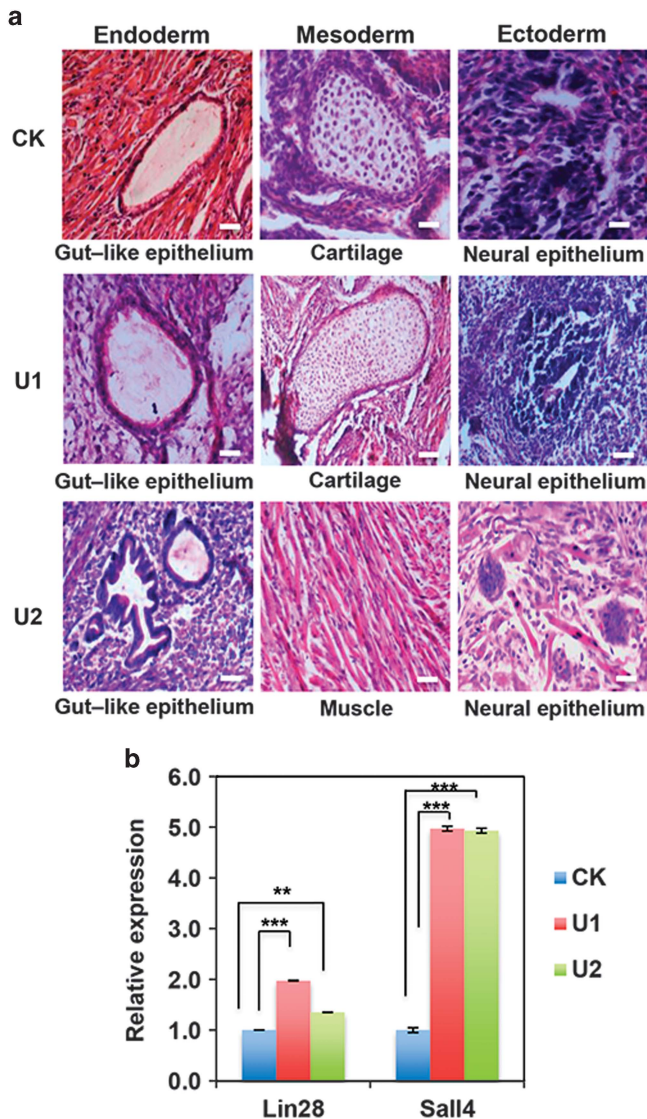 a
Endoderm Mesoderm Ectoderm
CK
Gut–like epithelium Cartilage Neural epithelium
U1
Gut–like epithelium Cartilage Neural epithelium
U2
Gut–like epithelium Muscle Neural epithelium
b
Relative expression
6.0
5.0
4.0
3.0
2.0
1.0
0.0
***
***
**
***
CK
U1
U2
Lin28 Sall4